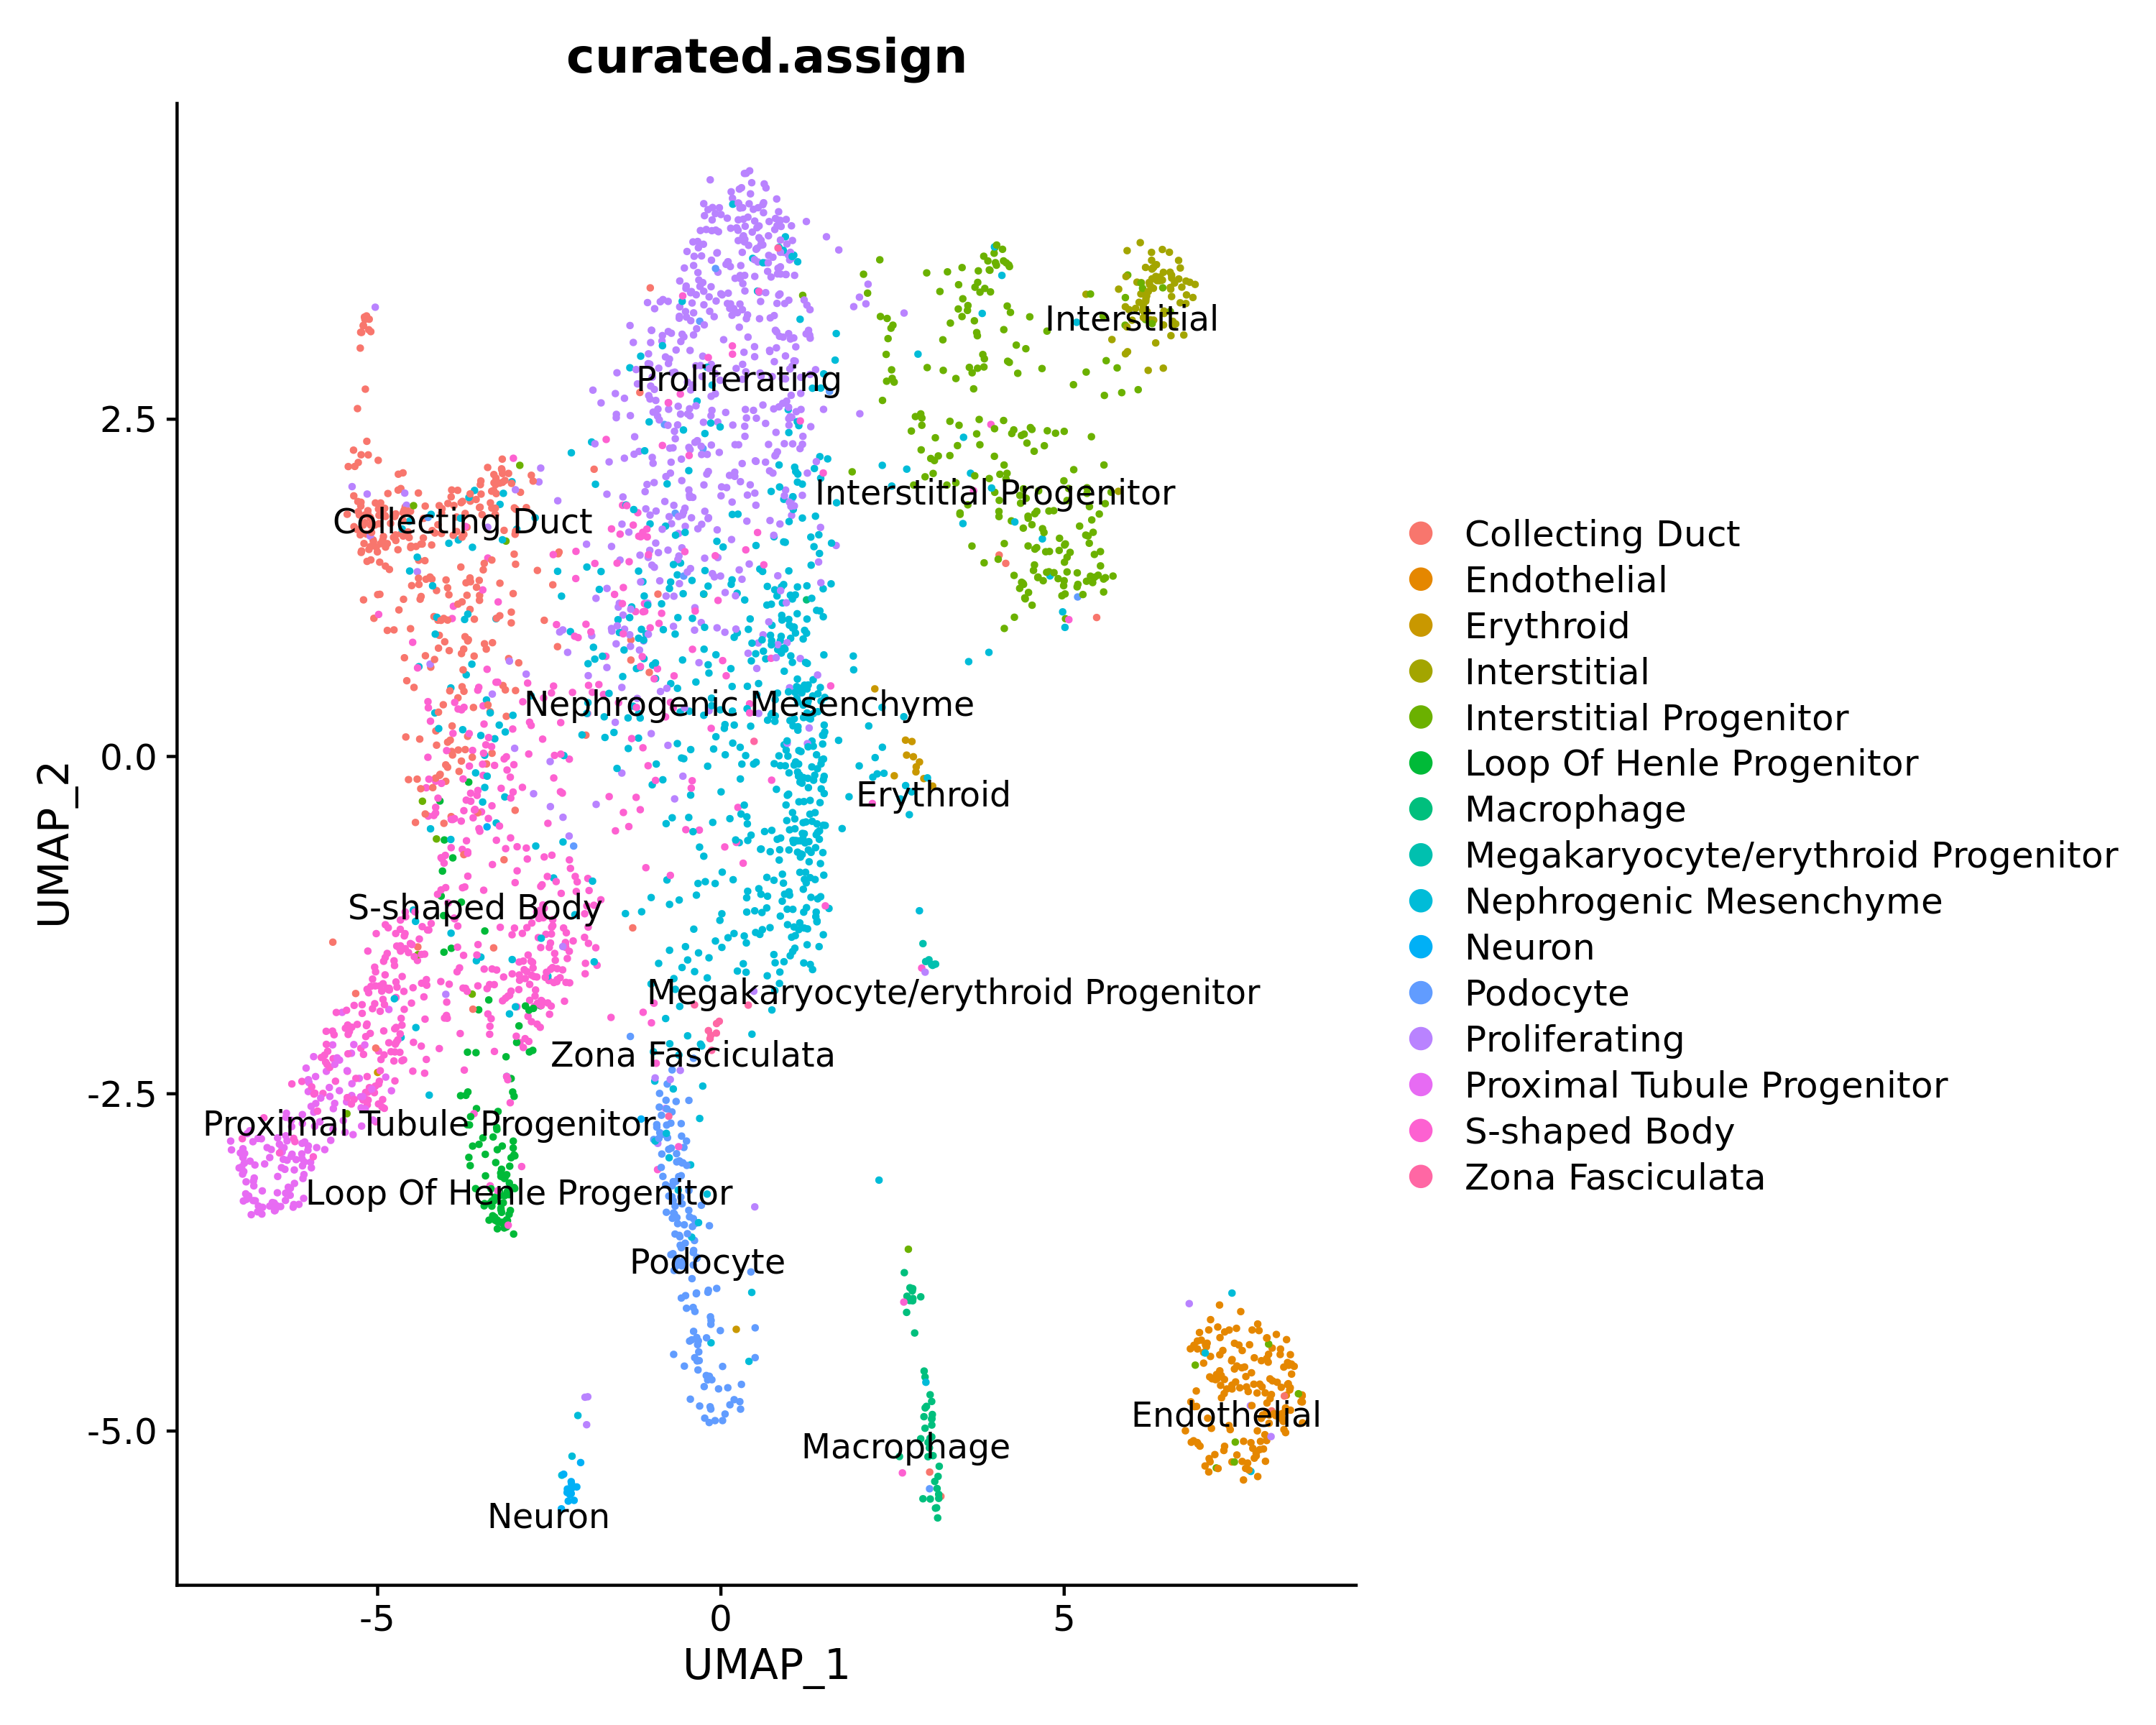 curated.assign
Interstitial
Proliferating
Interstitial Progenitor
Collecting Duct
Nephrogenic Mesenchyme
Erythroid
S-shaped Body
Megakaryocyte/erythroid Progenitor
Zona Fasciculata
Proximal Tubule Progenitor
Loop Of Henle Progenitor
Podocyte
Endothelial
Macrophage
Neuron
2.5
0.0
-2.5
-5.0
UMAP_2
-5 0 5
UMAP_1
Collecting Duct
Endothelial
Erythroid
Interstitial
Interstitial Progenitor
Loop Of Henle Progenitor
Macrophage
Megakaryocyte/erythroid Progenitor
Nephrogenic Mesenchyme
Neuron
Podocyte
Proliferating
Proximal Tubule Progenitor
S-shaped Body
Zona Fasciculata